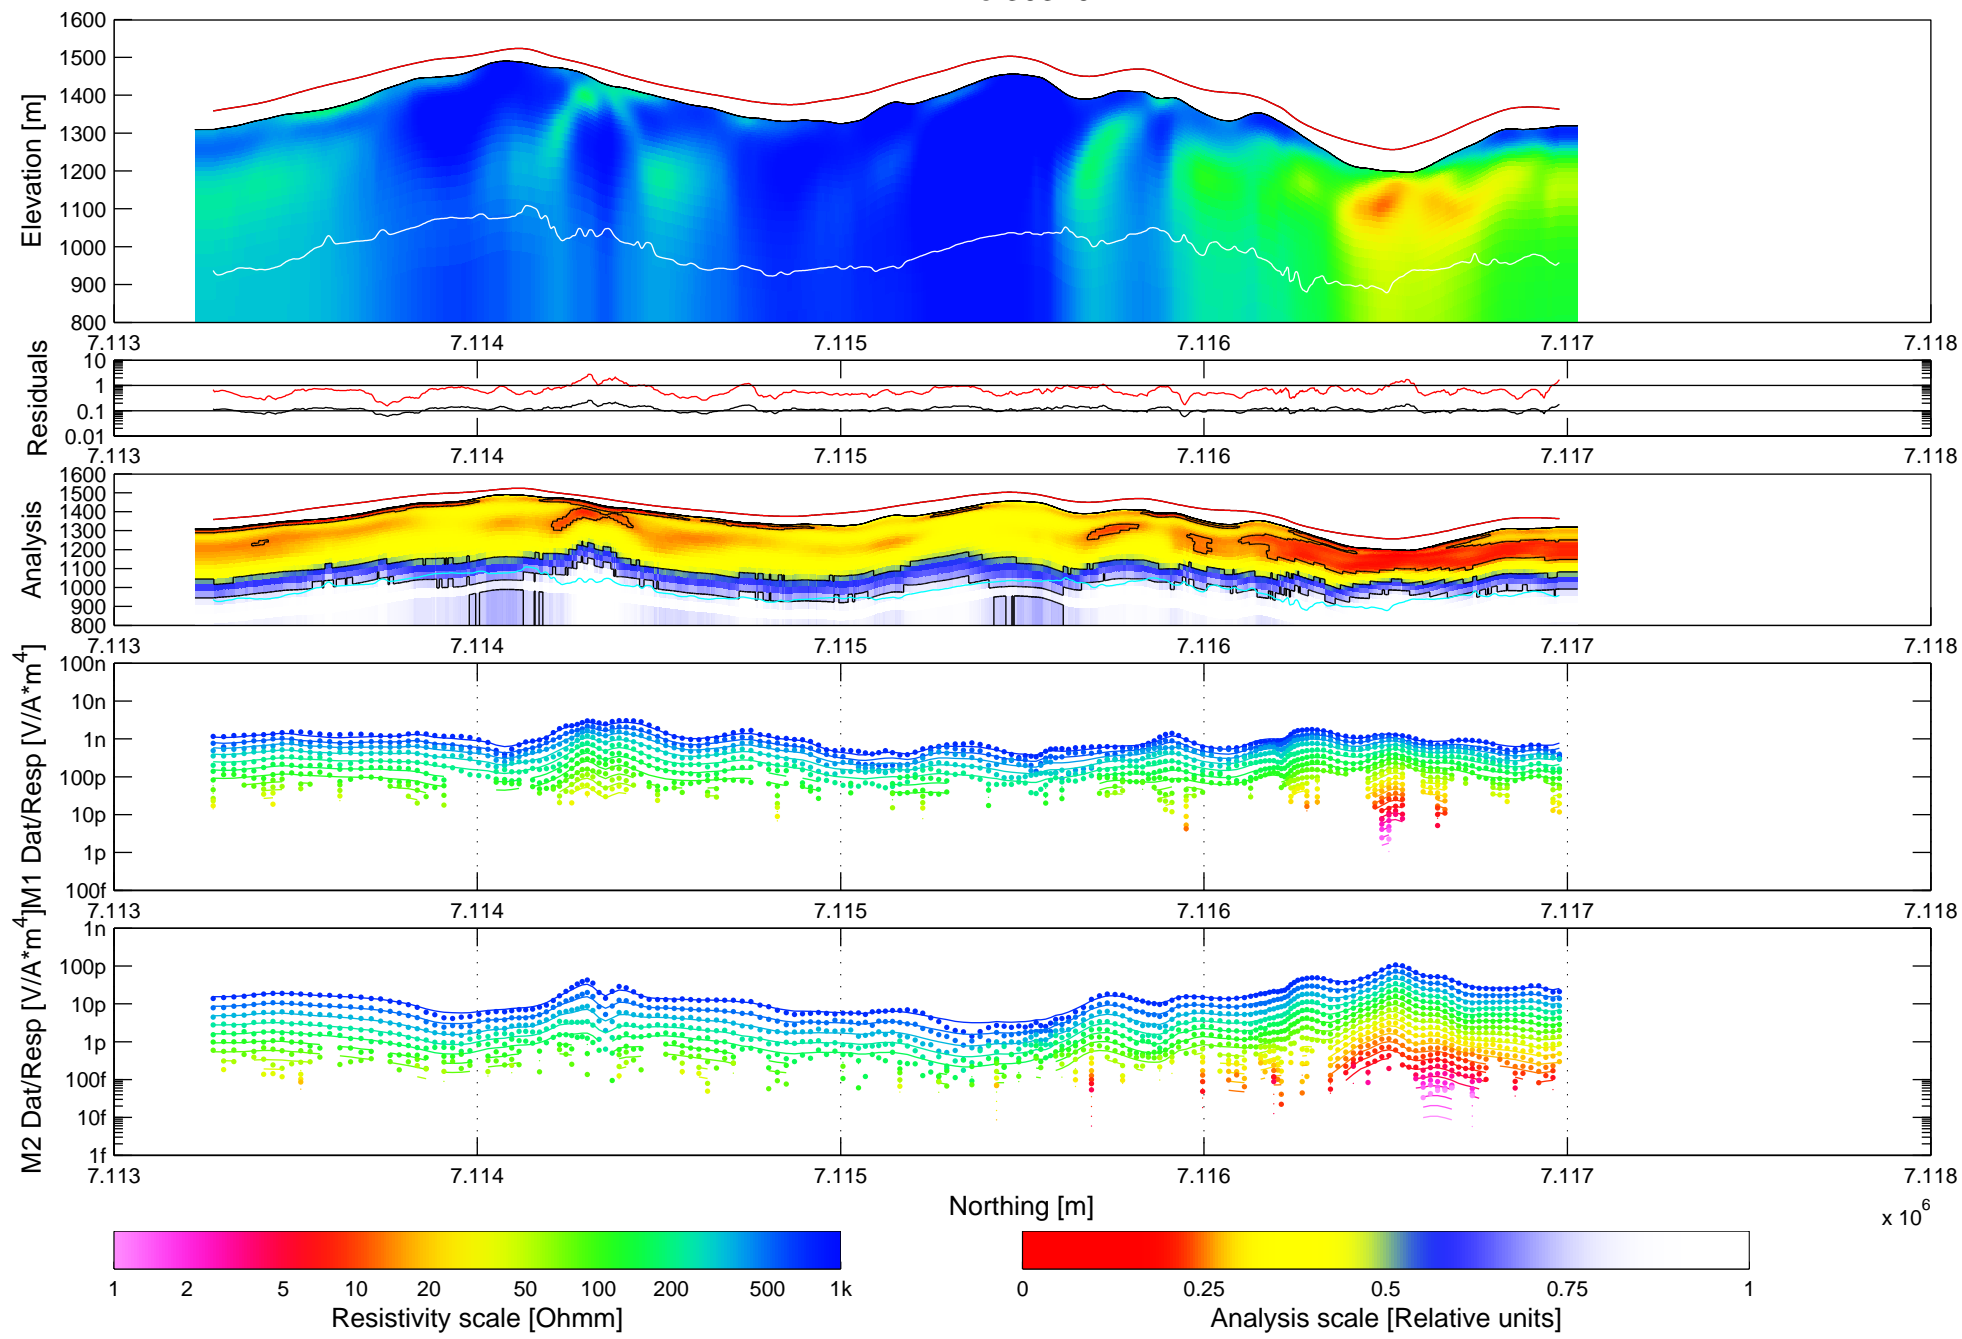 1600
1500
1400
1300
1200
1100
1000
900
800
Elevation [m]
7.113 7.114 7.115 7.116 7.117 7.118
10
1
0.1
0.01
Residuals
7.113 7.114 7.115 7.116 7.117 7.118
1600
1500
1400
1300
1200
1100
1000
900
800
Analysis
7.113 7.114 7.115 7.116 7.117 7.118
100n
10n
1n
100p
10p
1p
100f
M1 Dat/Resp [V/A*m^4]
7.113 7.114 7.115 7.116 7.117 7.118
1n
100p
10p
1p
100f
10f
1f
M2 Dat/Resp [V/A*m^4]
7.113 7.114 7.115 7.116 7.117 7.118
Northing [m]
x 10^6
1 2 5 10 20 50 100 200 500 1k
Resistivity scale [Ohmm]
0 0.25 0.5 0.75 1
Analysis scale [Relative units]